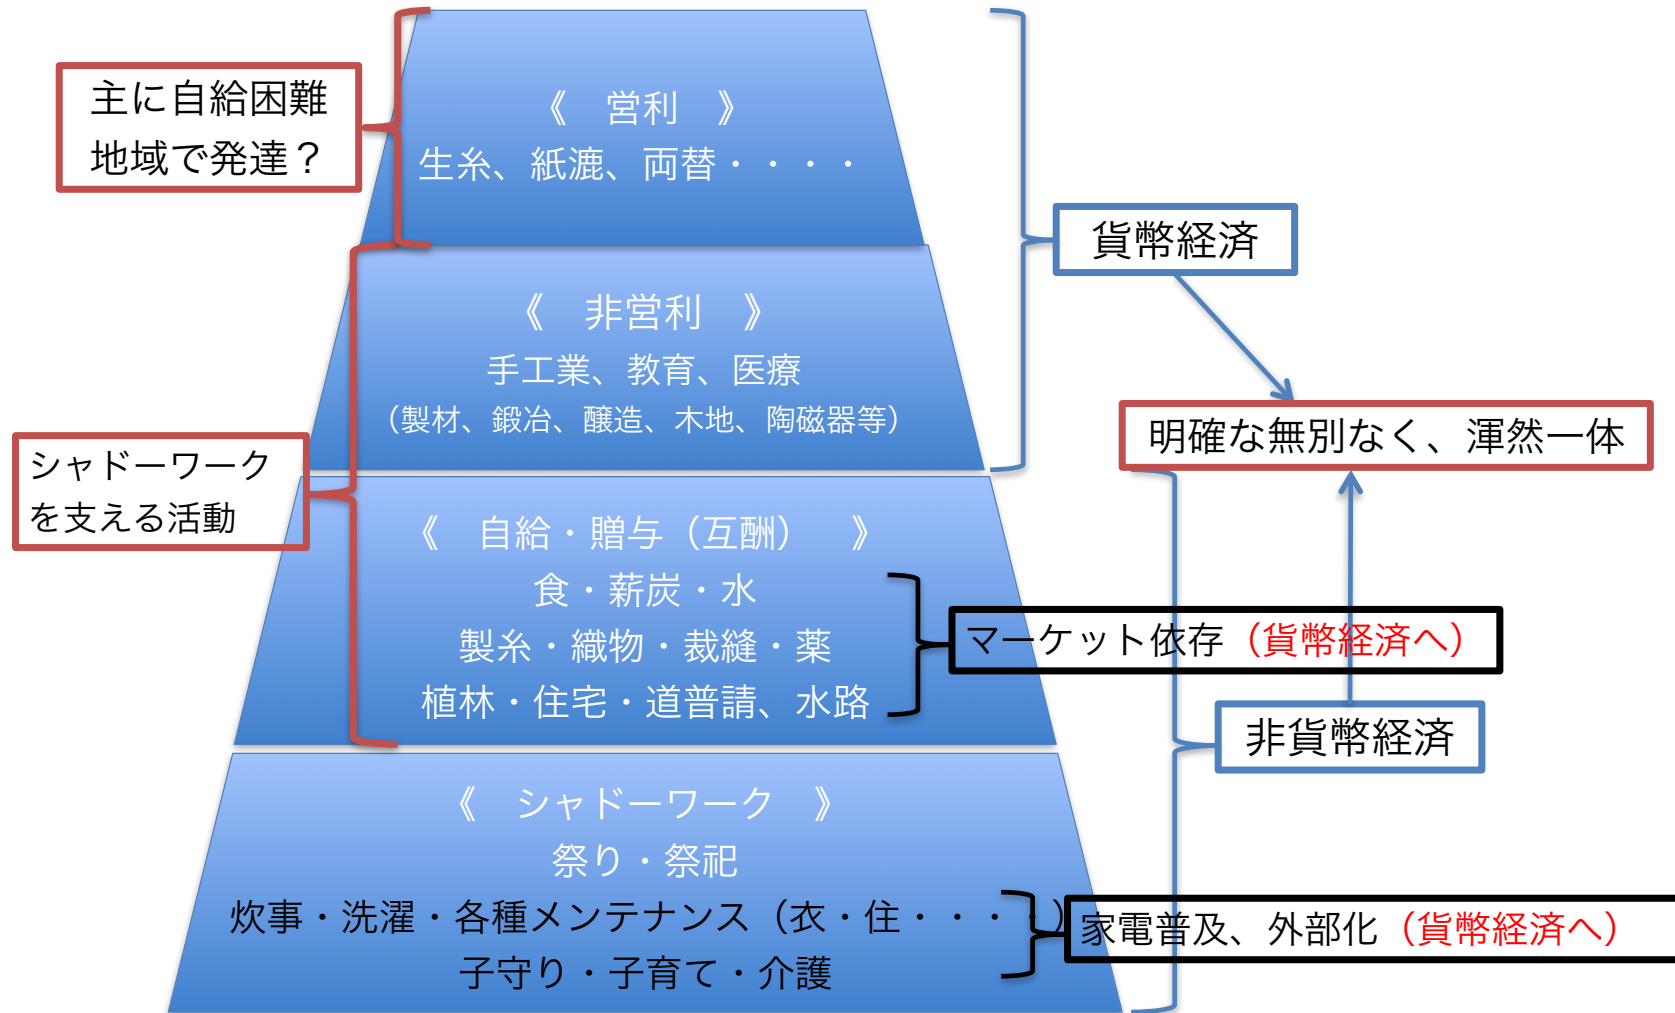 主に自給困難
地域で発達？
《　営利　》
生糸、紙漉、両替・・・・
貨幣経済
《　非営利　》
手工業、教育、医療
（製材、鍛冶、醸造、木地、陶磁器等）
明確な無別なく、渾然一体
シャドーワーク
を支える活動
《　自給・贈与（互酬）　》
食・薪炭・水
製糸・織物・裁縫・薬
植林・住宅・道普請、水路
マーケット依存（貨幣経済へ）
非貨幣経済
《　シャドーワーク　》
祭り・祭祀
炊事・洗濯・各種メンテナンス（衣・住・・・・）
子守り・子育て・介護
家電普及、外部化（貨幣経済へ）